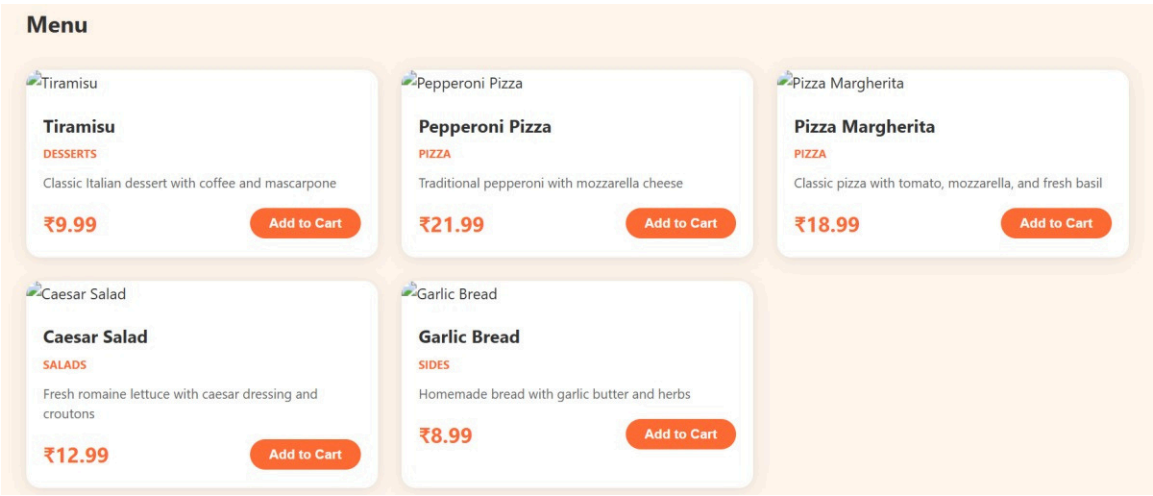 Menu
Tiramisu
Tiramisu
DESSERTS
Classic Italian dessert with coffee and mascarpone
₹9.99 Add to Cart
Pepperoni Pizza
Pepperoni Pizza
PIZZA
Traditional pepperoni with mozzarella cheese
₹21.99 Add to Cart
Pizza Margherita
Pizza Margherita
PIZZA
Classic pizza with tomato, mozzarella, and fresh basil
₹18.99 Add to Cart
Caesar Salad
Caesar Salad
SALADS
Fresh romaine lettuce with caesar dressing and
croutons
₹12.99 Add to Cart
Garlic Bread
Garlic Bread
SIDES
Homemade bread with garlic butter and herbs
₹8.99 Add to Cart